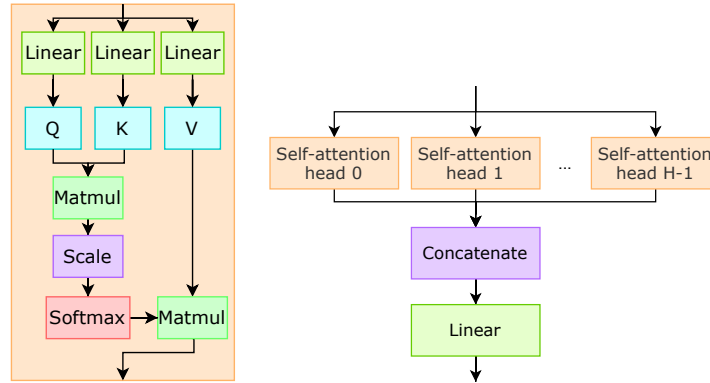 Linear Linear Linear
Q K V
Matmul
Scale
Softmax Matmul
Self-attention
head 0
Self-attention
head 1
...
Self-attention
head H-1
Concatenate
Linear